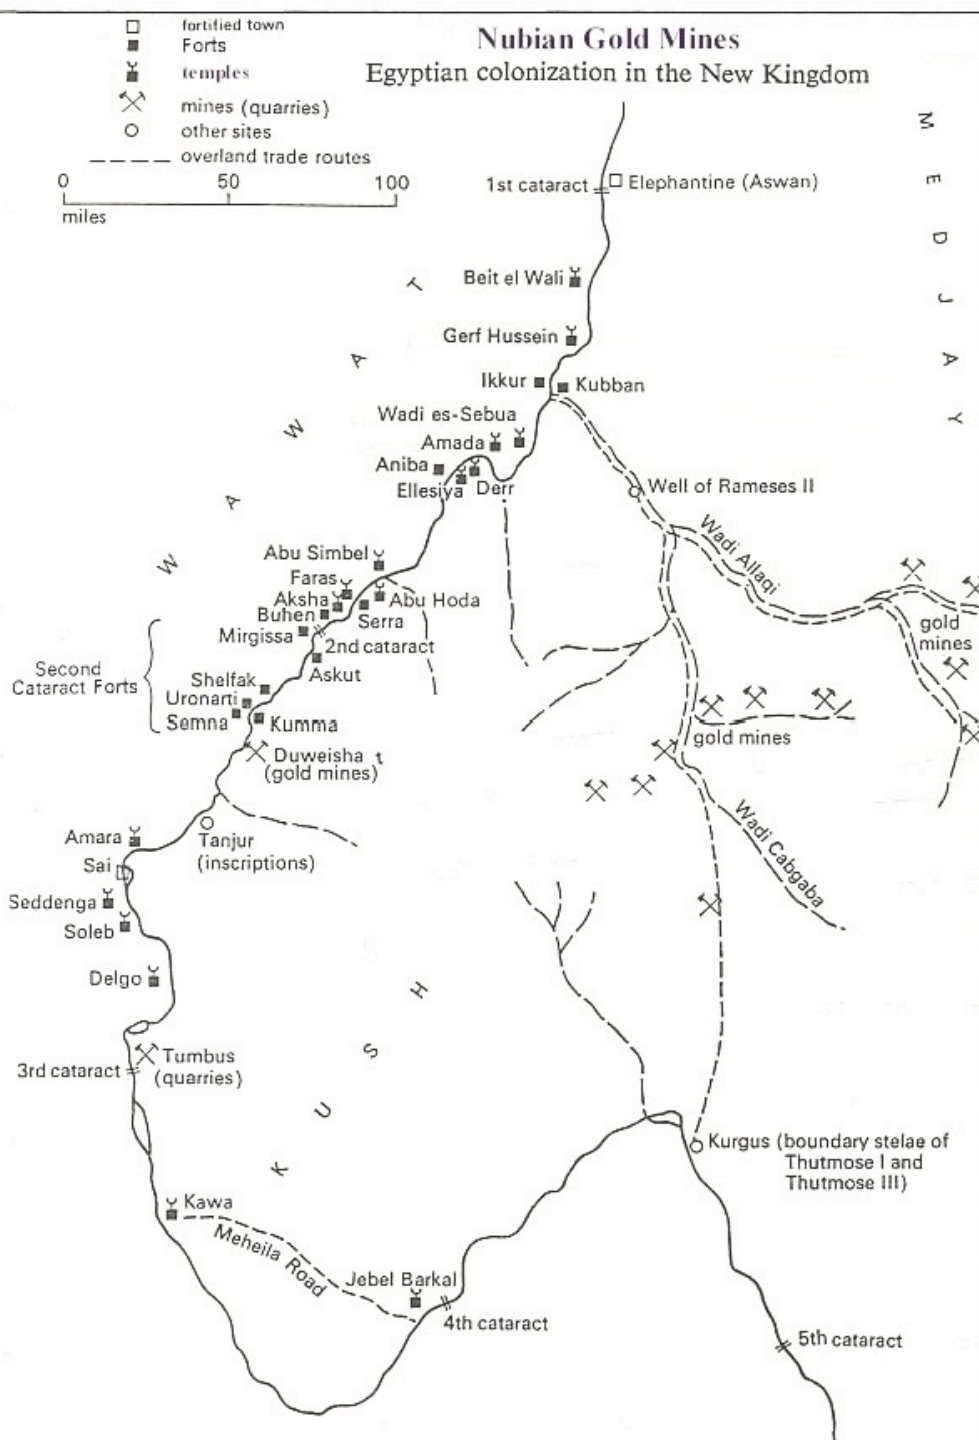 Nubian Gold Mines
Egyptian colonization in the New Kingdom
fortified town
Forts
temples
mines (quarries)
other sites
overland trade routes
0 50 100
miles
MEDJAY
1st cataract
Elephantine (Aswan)
WAWAT
Beit el Wali
Gerf Hussein
Ikkur
Kubban
Wadi es-Sebua
Amada
Aniba
Ellesiya
Derr
Well of Rameses II
Wadi Allaqi
Abu Simbel
Faras
Aksha
Abu Hoda
Buhen
Serra
Mirgissa
2nd cataract
Askut
gold
mines
Second
Cataract Forts
Shelfak
Uronarti
Semna
Kumma
gold mines
Duweisha t
(gold mines)
Wadi Cabgaba
Amara
Tanjur
(inscriptions)
Sai
Seddenga
Soleb
Delgo
KUSH
3rd cataract
Tumbus
(quarries)
Kurgus (boundary stelae of
Thutmose I and
Thutmose III)
Kawa
Meheila Road
Jebel Barkal
4th cataract
5th cataract